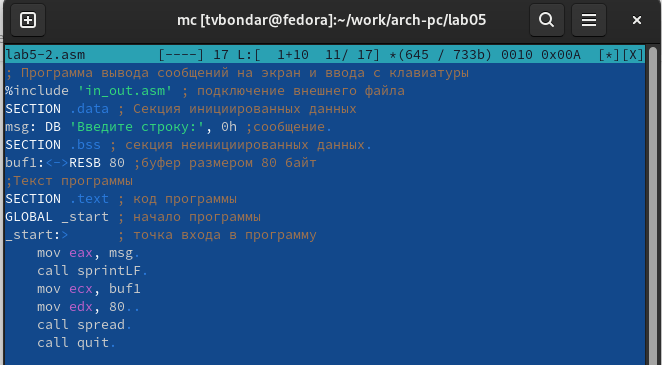 mc [tvbondar@fedora]:~/work/arch-pc/lab05
lab5-2.asm [----] 17 L:[ 1+10 11/ 17] *(645 / 733b) 0010 0x00A [*][X]
; Программа вывода сообщений на экран и ввода с клавиатуры
%include 'in_out.asm' ; подключение внешнего файла
SECTION .data ; Секция инициированных данных
msg: DB 'Введите строку:', 0h ;сообщение.
SECTION .bss ; секция неинициированных данных.
buf1:<->RESB 80 ;буфер размером 80 байт
;Текст программы
SECTION .text ; код программы
GLOBAL _start ; начало программы
_start:> ; точка входа в программу
mov eax, msg.
call sprintLF.
mov ecx, buf1
mov edx, 80..
call spread.
call quit.